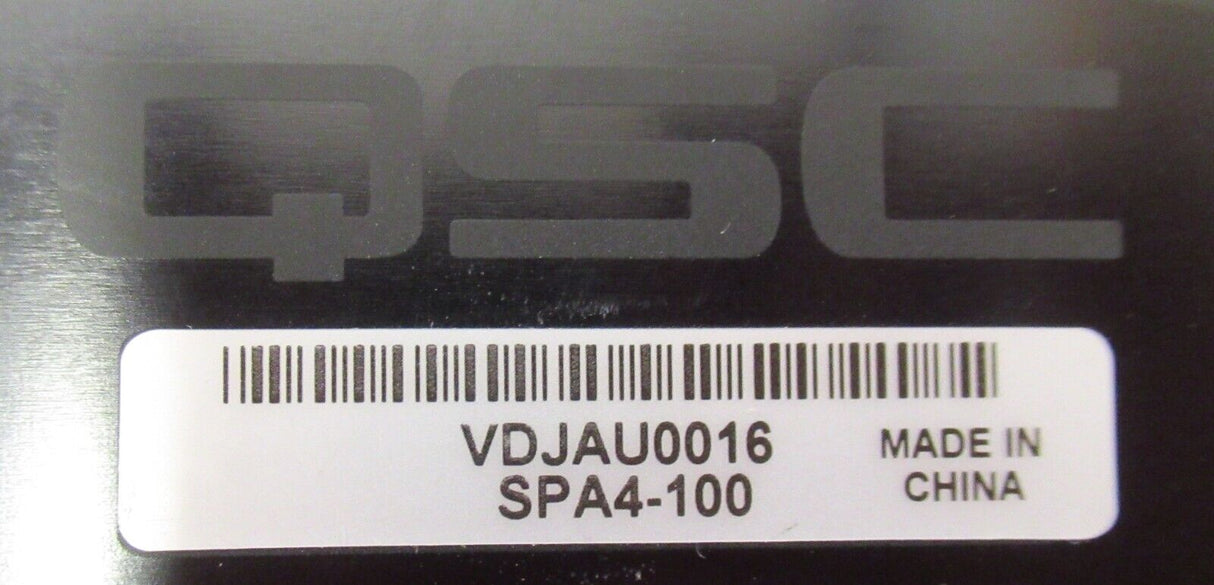 QSC
VDJAU0016
SPA4-100
MADE IN
CHINA